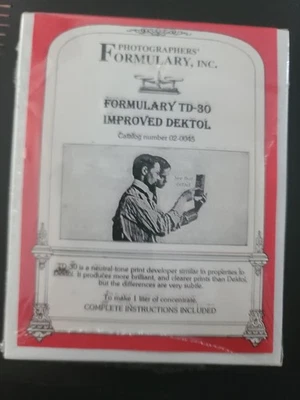 PHOTOGRAPHERS'
FORMULARY, INC.
FORMULARY TD-30
IMPROVED DEKTOL
Catalog number 02-0045
TD-30 is a neutral-tone print developer similar in properties to
It produces more brilliant, and clearer prints than Dektol,
but the differences are very subtle.
To make 1 liter of concentrate.
COMPLETE INSTRUCTIONS INCLUDED